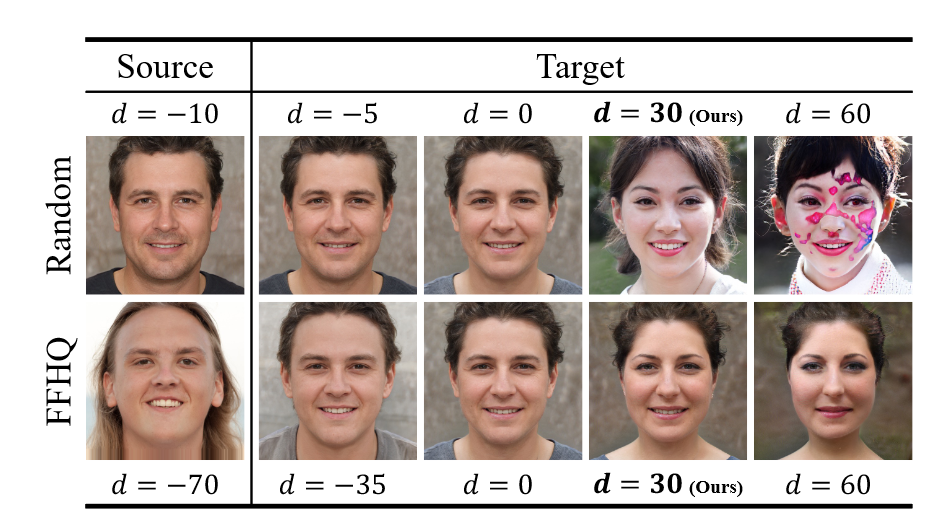 Source Target
d = −10 d = −5 d = 0 d = 30 (Ours) d = 60
Random
FFHQ
d = −70 d = −35 d = 0 d = 30 (Ours) d = 60